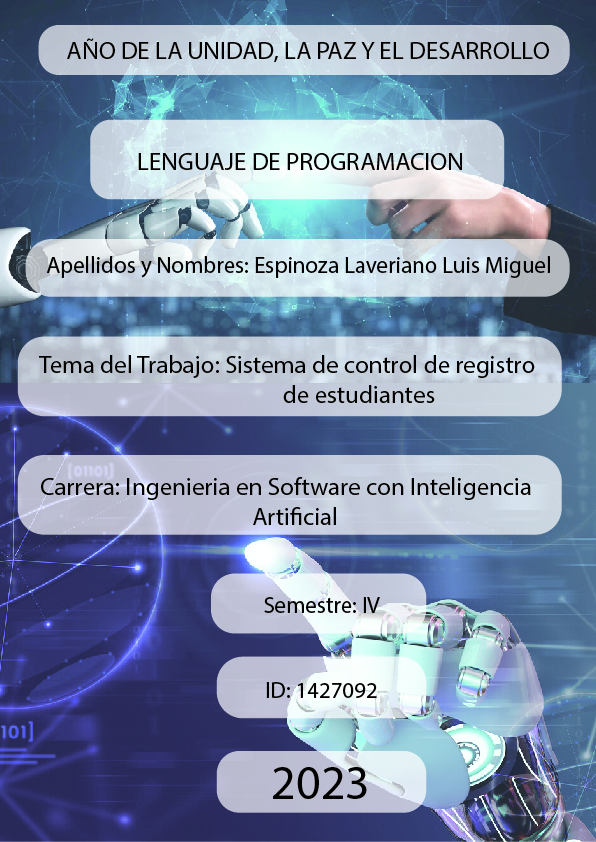 AÑO DE LA UNIDAD, LA PAZ Y EL DESARROLLO
LENGUAJE DE PROGRAMACION
Apellidos y Nombres: Espinoza Laveriano Luis Miguel
Tema del Trabajo: Sistema de control de registro
de estudiantes
[01101]
Carrera: Ingenieria en Software con Inteligencia
Artificial
Semestre: IV
ID: 1427092
101]
2023